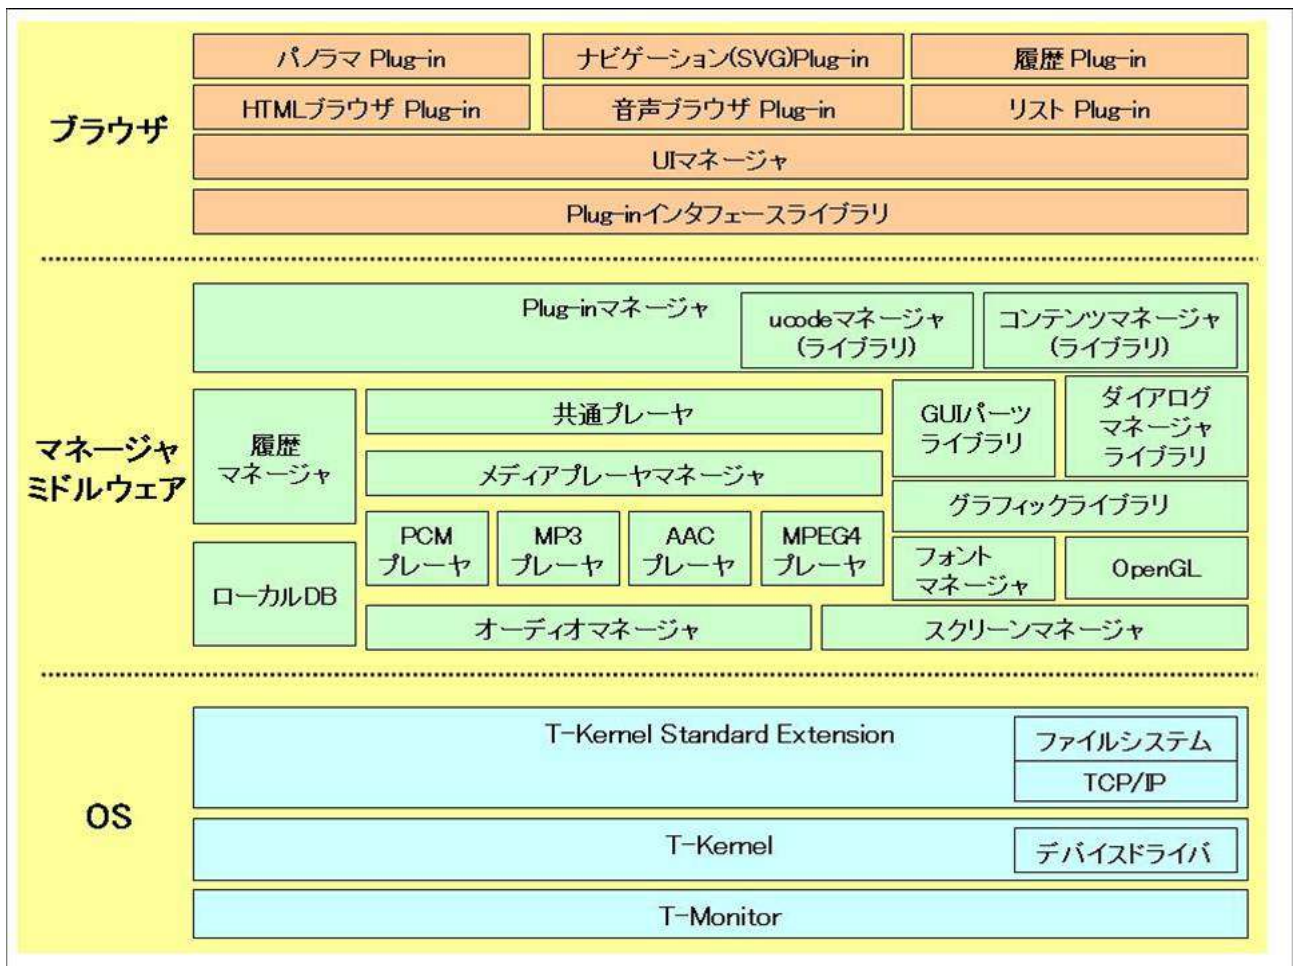 ブラウザ
パノラマ Plug-in
ナビゲーション(SVG)Plug-in
履歴 Plug-in
HTMLブラウザ Plug-in
音声ブラウザ Plug-in
リスト Plug-in
UIマネージャ
Plug-inインタフェースライブラリ
マネージャ
ミドルウェア
Plug-inマネージャ
ucodeマネージャ
(ライブラリ)
コンテンツマネージャ
(ライブラリ)
履歴
マネージャ
共通プレーヤ
メディアプレーヤマネージャ
GUIパーツ
ライブラリ
ダイアログ
マネージャ
ライブラリ
グラフィックライブラリ
PCM
プレーヤ
MP3
プレーヤ
AAC
プレーヤ
MPEG4
プレーヤ
フォント
マネージャ
OpenGL
ローカルDB
オーディオマネージャ
スクリーンマネージャ
OS
T-Kernel Standard Extension
ファイルシステム
TCP/IP
T-Kernel
デバイスドライバ
T-Monitor